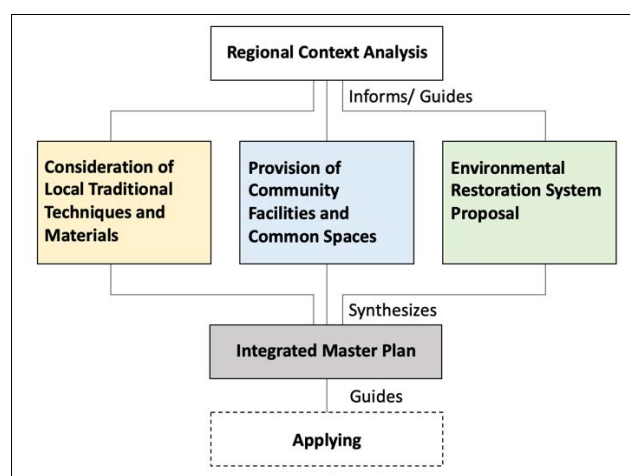 Regional Context Analysis
Informs/ Guides
Consideration of
Local Traditional
Techniques and
Materials
Provision of
Community
Facilities and
Common Spaces
Environmental
Restoration System
Proposal
Synthesizes
Integrated Master Plan
Guides
Applying